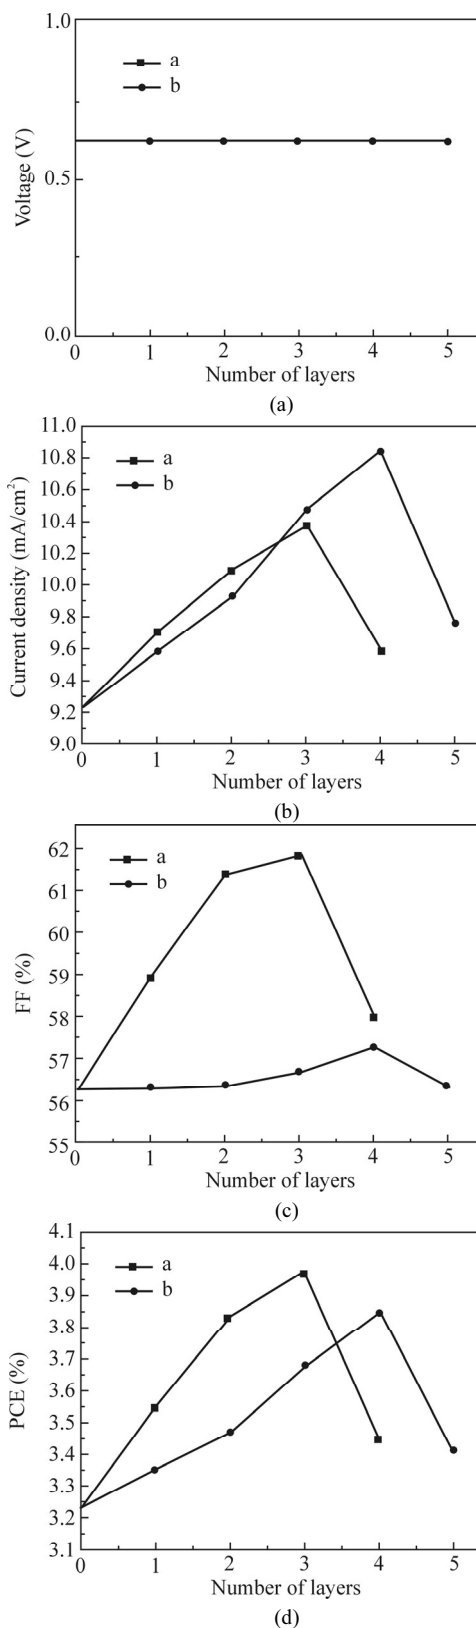 1.0
a
b
Voltage (V)
0.5
0.0
0 1 2 3 4 5
Number of layers
(a)
11.0
10.8
a
10.6
b
10.4
Current density (mA/cm²)
10.2
10.0
9.8
9.6
9.4
9.2
9.0
0 1 2 3 4 5
Number of layers
(b)
62
a
61
b
60
FF (%)
59
58
57
56
55
0 1 2 3 4 5
Number of layers
(c)
4.1
4.0
a
3.9
b
3.8
PCE (%)
3.7
3.6
3.5
3.4
3.3
3.2
3.1
0 1 2 3 4 5
Number of layers
(d)